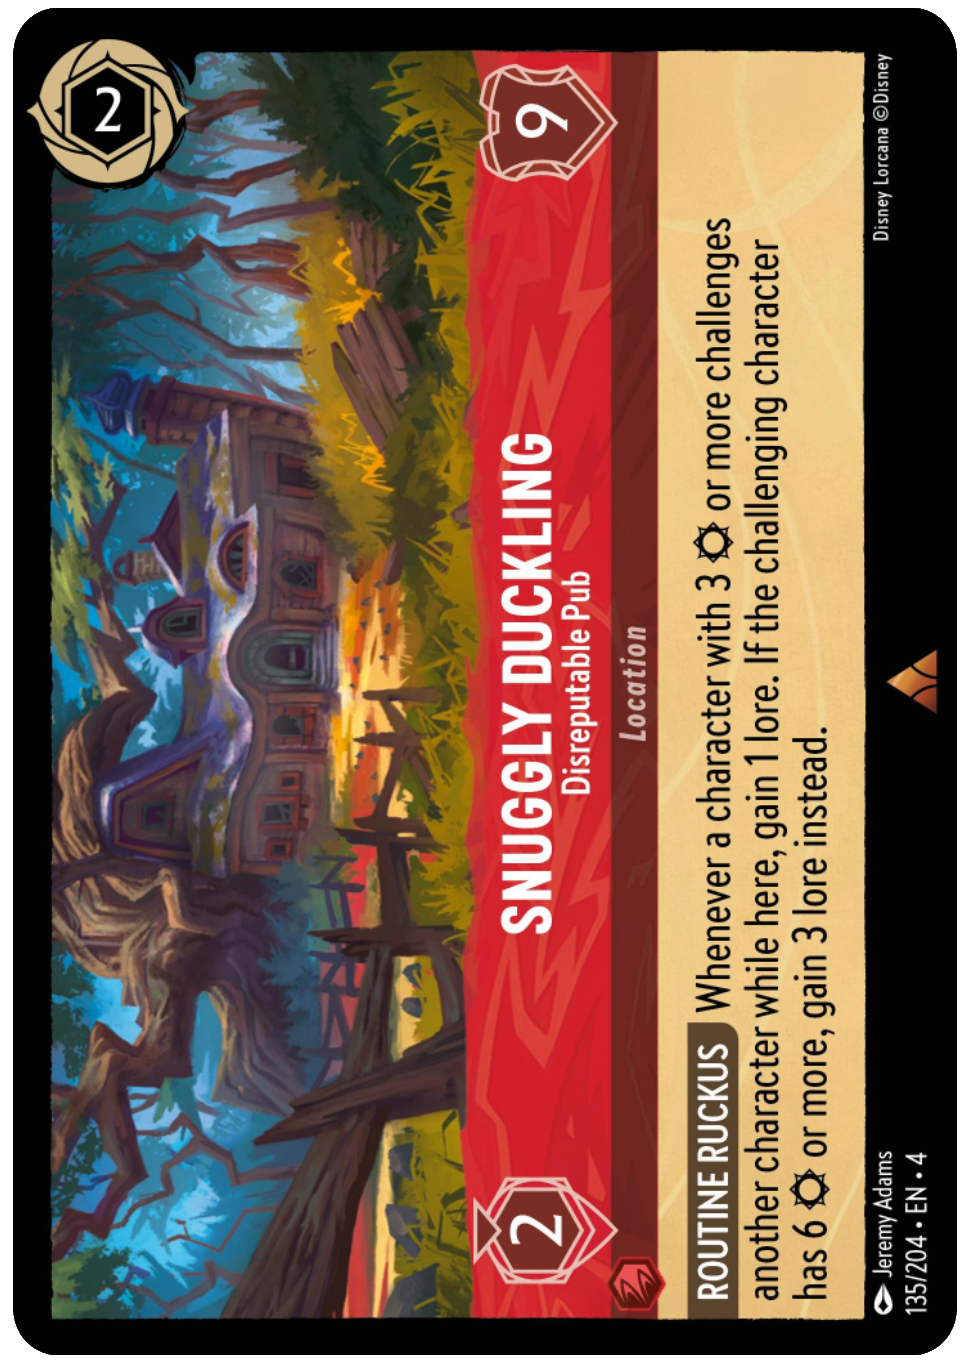 2
SNUGGLY DUCKLING
Disreputable Pub
2
9
Location
ROUTINE RUCKUS Whenever a character with 3 or more challenges
another character while here, gain 1 lore. If the challenging character
has 6 or more, gain 3 lore instead.
Jeremy Adams
135/204 • EN • 4
Disney Lorcana ©Disney